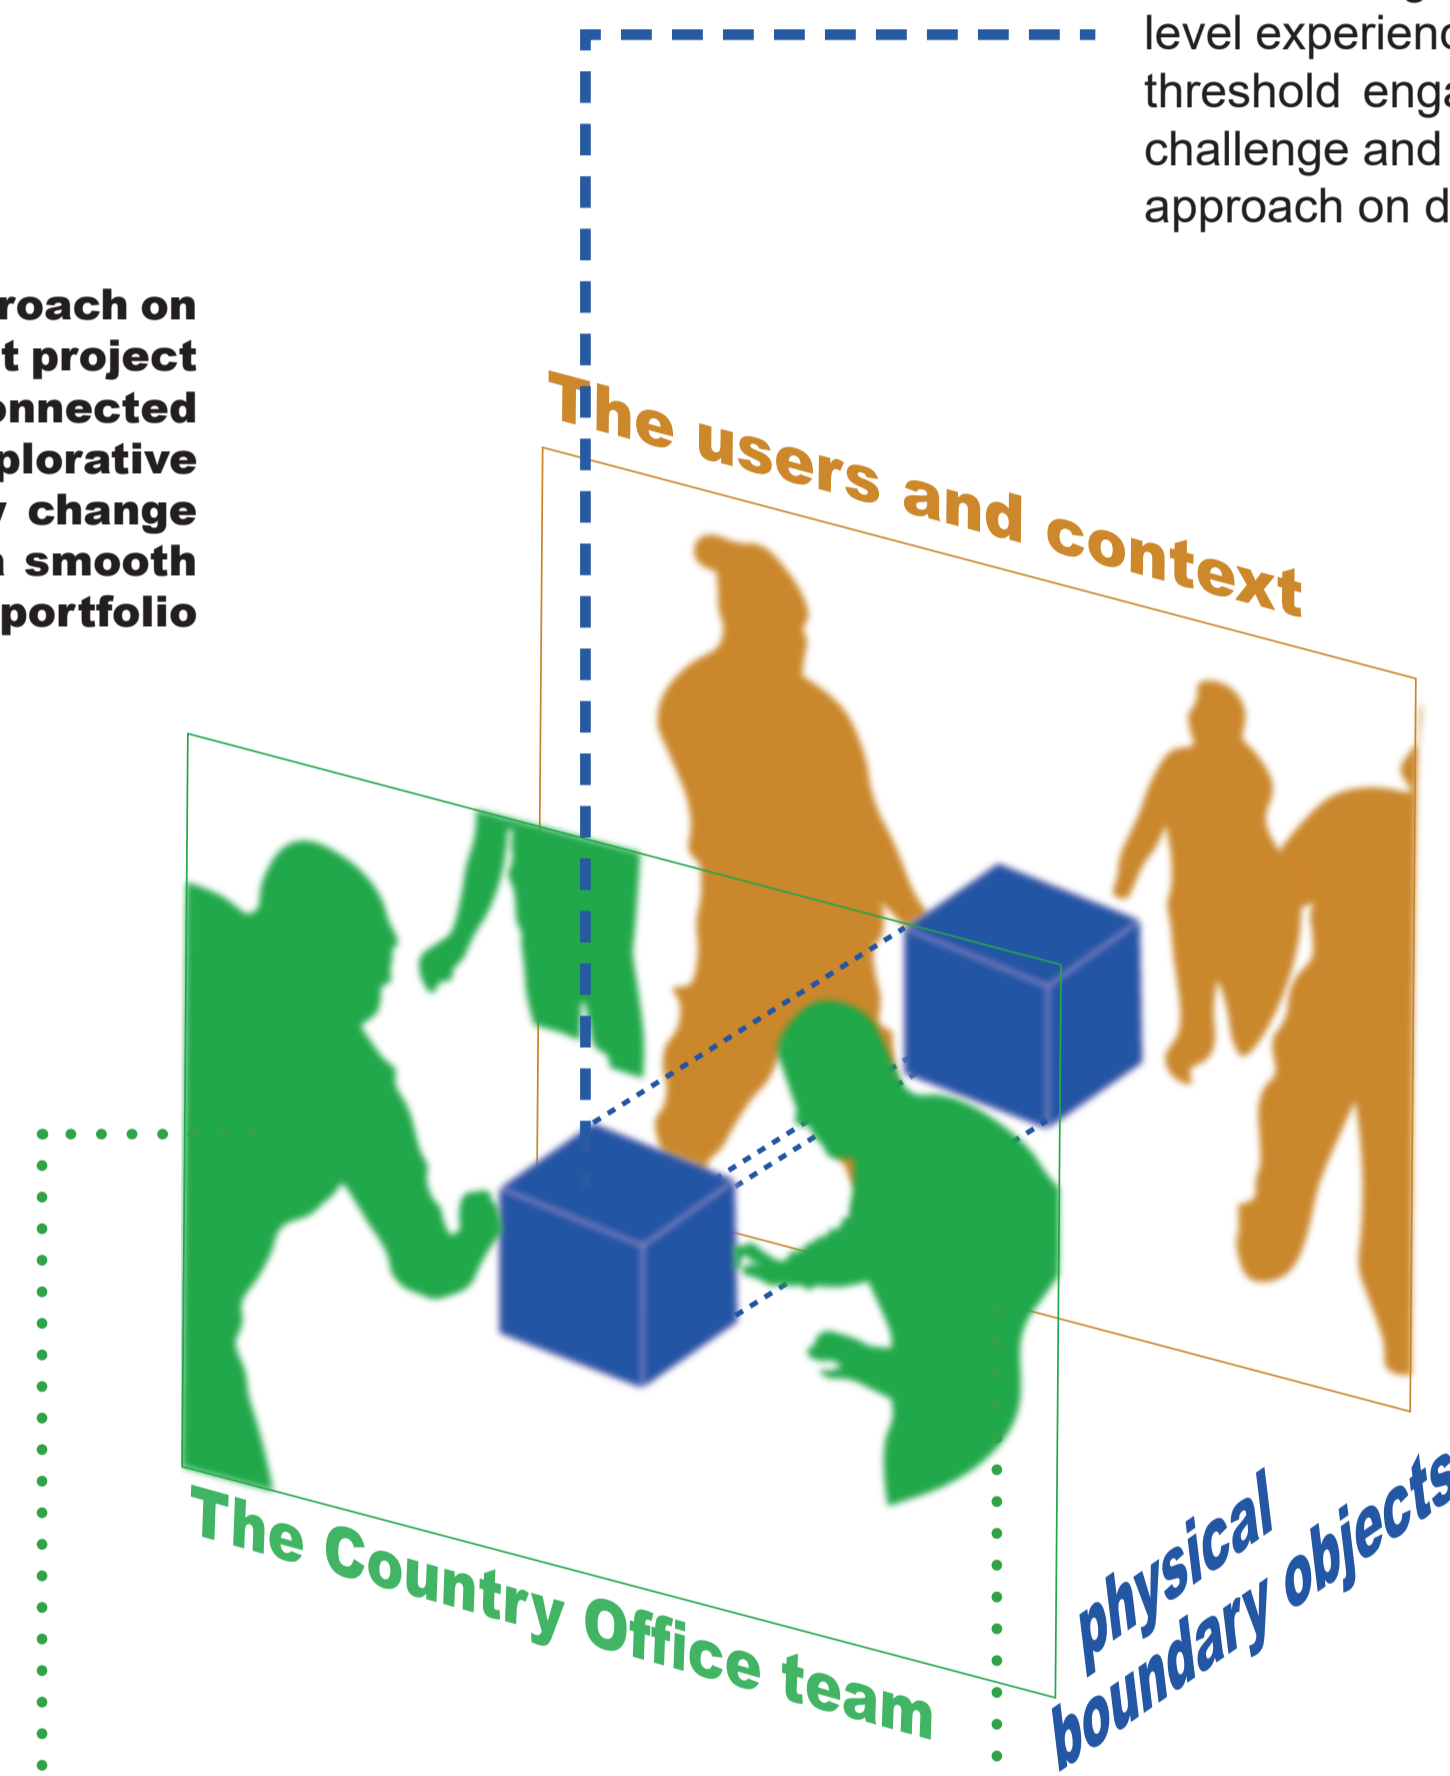 level experienc
threshold enga
challenge and
approach on d
roach on
t project
onnected
plorative
change
smooth
portfolio
The users and context
The Country Office team
physical
boundary objects